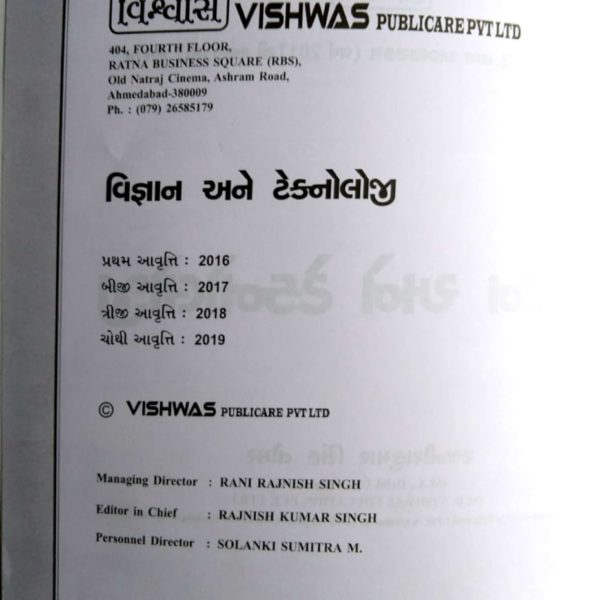 વિશ્વાસ VISHWAS PUBLICARE PVT LTD
404, FOURTH FLOOR,
RATNA BUSINESS SQUARE (RBS),
Old Natraj Cinema, Ashram Road,
Ahmedabad-380009
Ph. : (079) 26585179
વિજ્ઞાન અને ટેક્નોલોજી
પ્રથમ આવૃત્તિ : 2016
બીજી આવૃત્તિ : 2017
ત્રીજી આવૃત્તિ : 2018
ચોથી આવૃત્તિ : 2019
© VISHWAS PUBLICARE PVT LTD
Managing Director : RANI RAJNISH SINGH
Editor in Chief : RAJNISH KUMAR SINGH
Personnel Director : SOLANKI SUMITRA M.